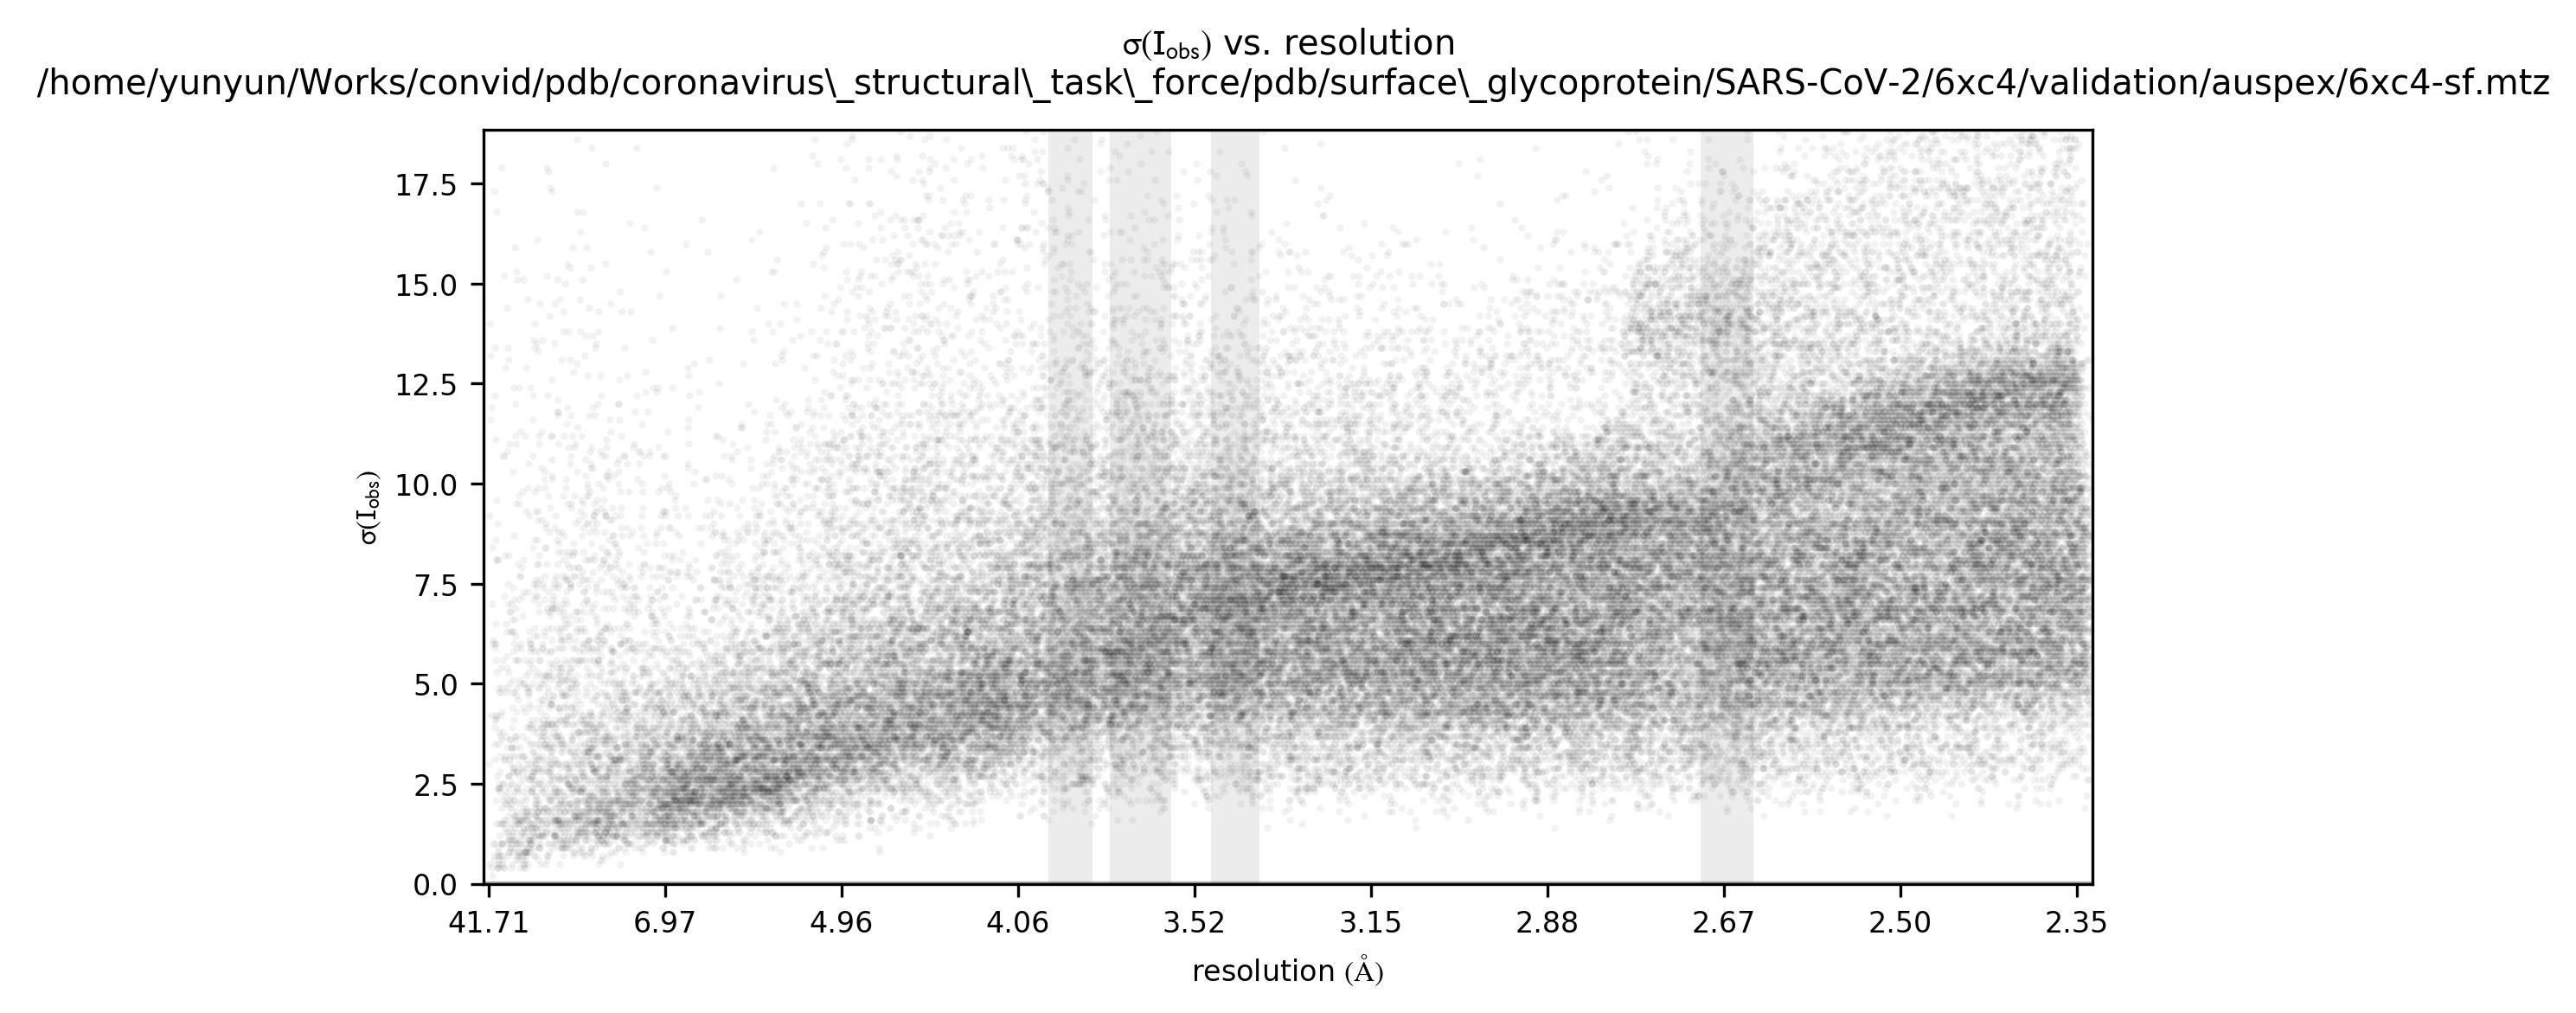 σ(I_obs) vs. resolution
/home/yunyun/Works/convid/pdb/coronavirus\_structural\_task\_force/pdb/surface\_glycoprotein/SARS-CoV-2/6xc4/validation/auspex/6xc4-sf.mtz
17.5
15.0
12.5
10.0
7.5
5.0
2.5
0.0
σ(I_obs)
41.71 6.97 4.96 4.06 3.52 3.15 2.88 2.67 2.50 2.35
resolution (Å)